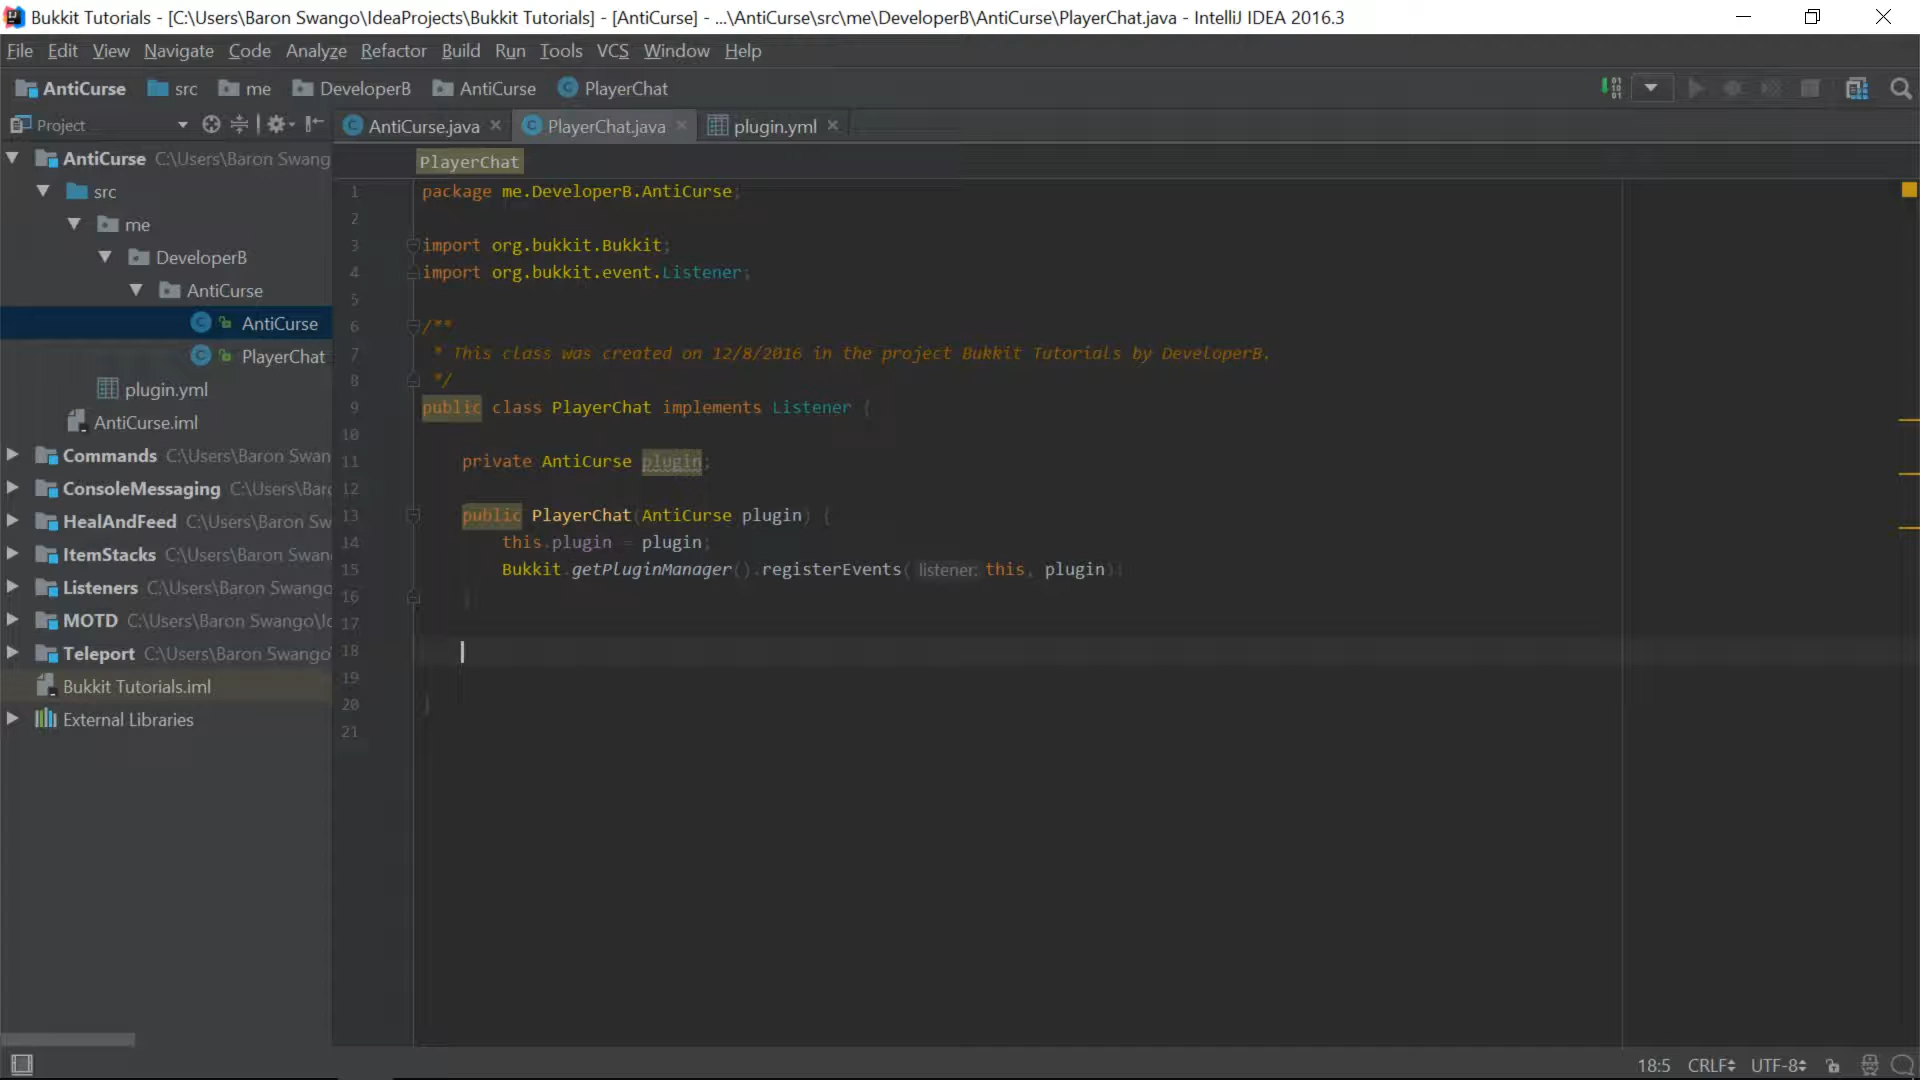 Bukkit Tutorials - [C:\Users\Baron Swango\IdeaProjects\Bukkit Tutorials] - [AntiCurse] - ...\AntiCurse\src\me\DeveloperB\AntiCurse\PlayerChat.java - IntelliJ IDEA 2016.3
File Edit View Navigate Code Analyze Refactor Build Run Tools VCS Window Help
AntiCurse src me DeveloperB AntiCurse PlayerChat
Project AntiCurse.java PlayerChat.java plugin.yml
AntiCurse C:\Users\Baron Swang
src
me
DeveloperB
AntiCurse
AntiCurse
PlayerChat
plugin.yml
AntiCurse.iml
Commands C:\Users\Baron Swan
ConsoleMessaging C:\Users\Bar
HealAndFeed C:\Users\Baron Sw
ItemStacks C:\Users\Baron Swan
Listeners C:\Users\Baron Swango
MOTD C:\Users\Baron Swango\Id
Teleport C:\Users\Baron Swango
Bukkit Tutorials.iml
External Libraries
PlayerChat
1 package me.DeveloperB.AntiCurse;
2
3 import org.bukkit.Bukkit;
4 import org.bukkit.event.Listener;
5
6 /**
7 * This class was created on 12/8/2016 in the project Bukkit Tutorials by DeveloperB.
8 */
9 public class PlayerChat implements Listener {
10
11 private AntiCurse plugin;
12
13 public PlayerChat(AntiCurse plugin) {
14 this.plugin = plugin;
15 Bukkit.getPluginManager().registerEvents( listener: this, plugin);
16 }
17
18
19
20 }
21
18:5 CRLF UTF-8